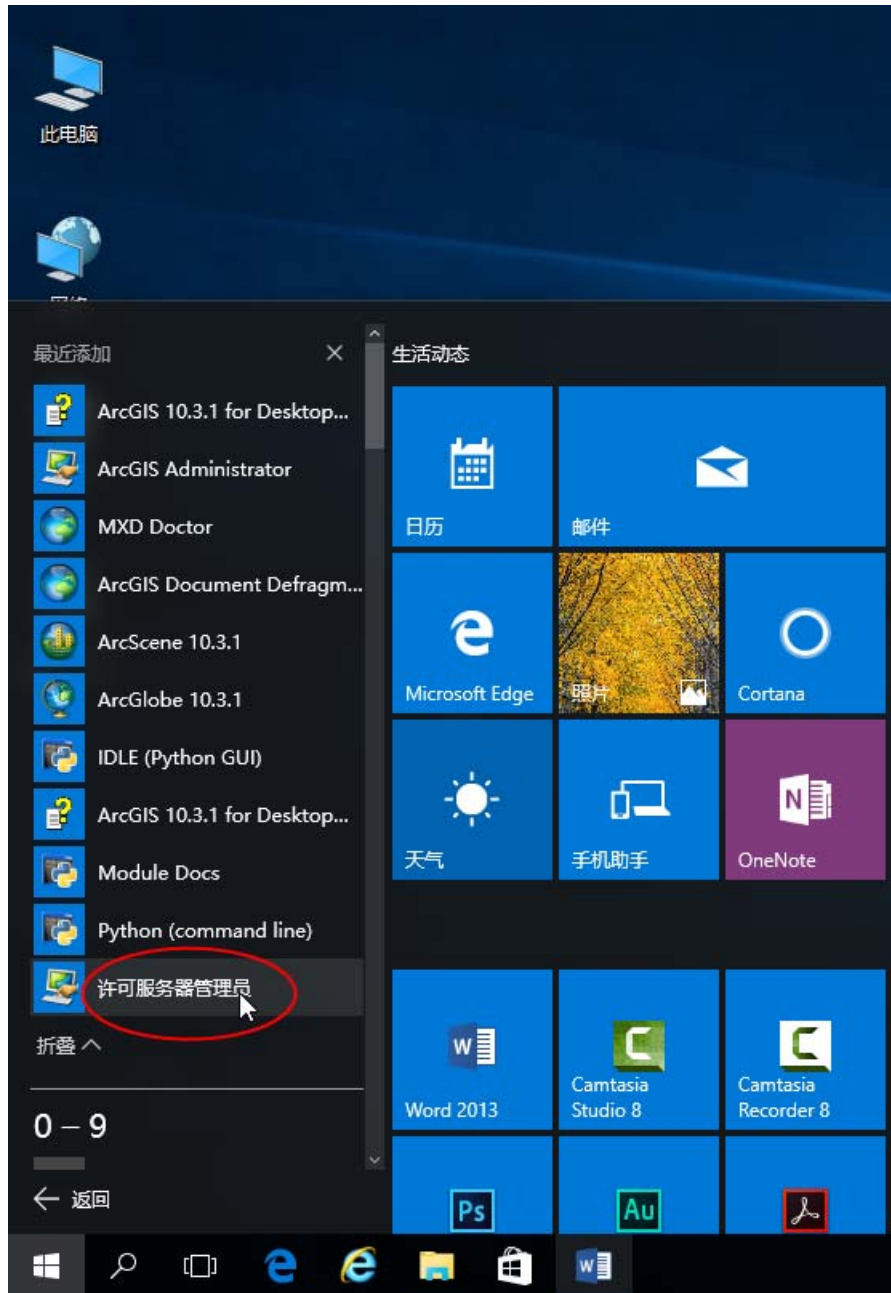 此电脑
网络
最近添加
生活动态
ArcGIS 10.3.1 for Desktop...
ArcGIS Administrator
MXD Doctor
ArcGIS Document Defragm...
ArcScene 10.3.1
ArcGlobe 10.3.1
IDLE (Python GUI)
ArcGIS 10.3.1 for Desktop...
Module Docs
Python (command line)
许可服务器管理员
折叠
0 – 9
返回
日历
邮件
Microsoft Edge
照片
Cortana
天气
手机助手
OneNote
Word 2013
Camtasia
Studio 8
Camtasia
Recorder 8
Ps
Au